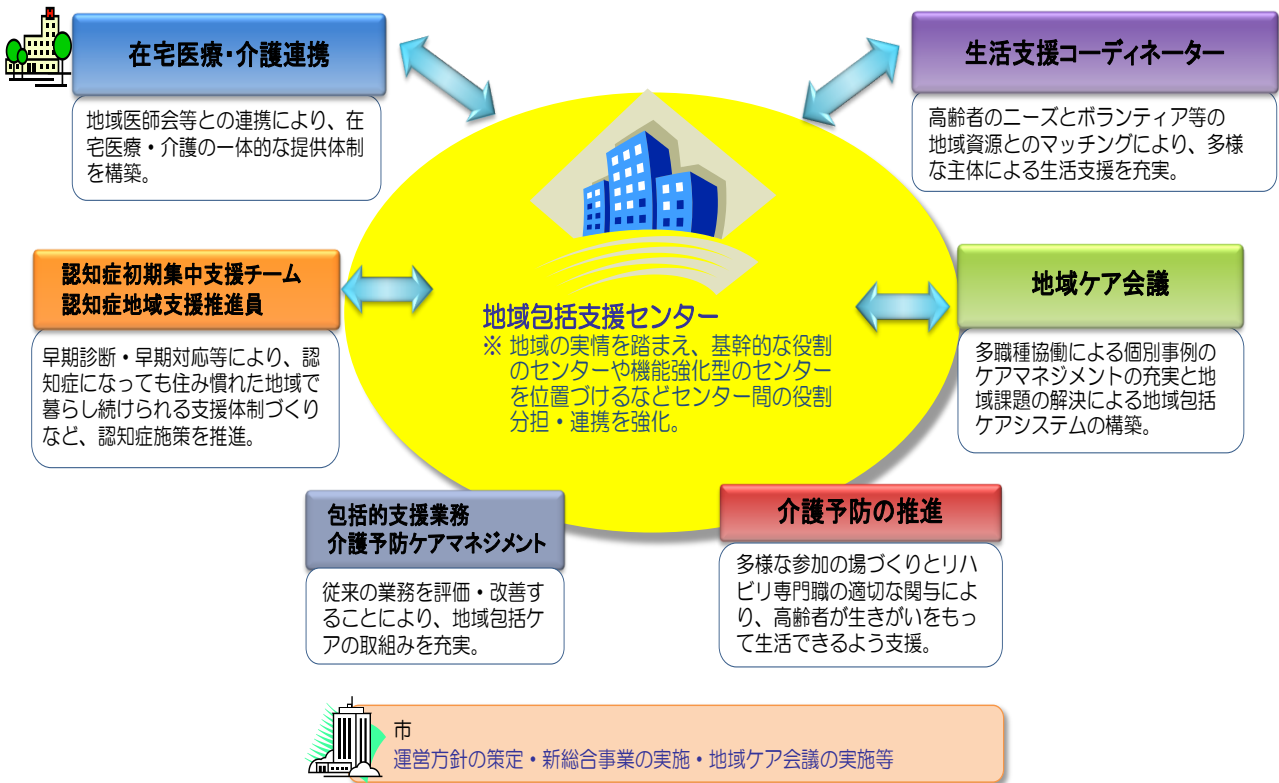 在宅医療・介護連携
地域医師会等との連携により、在
宅医療・介護の一体的な提供体制
を構築。
生活支援コーディネーター
高齢者のニーズとボランティア等の
地域資源とのマッチングにより、多様
な主体による生活支援を充実。
認知症初期集中支援チーム
認知症地域支援推進員
早期診断・早期対応等により、認
知症になっても住み慣れた地域で
暮らし続けられる支援体制づくり
など、認知症施策を推進。
地域包括支援センター
※ 地域の実情を踏まえ、基幹的な役割
のセンターや機能強化型のセンター
を位置づけるなどセンター間の役割
分担・連携を強化。
地域ケア会議
多職種協働による個別事例の
ケアマネジメントの充実と地
域課題の解決による地域包括
ケアシステムの構築。
包括的支援業務
介護予防ケアマネジメント
従来の業務を評価・改善す
ることにより、地域包括ケ
アの取組みを充実。
介護予防の推進
多様な参加の場づくりとリハ
ビリ専門職の適切な関与によ
り、高齢者が生きがいをもっ
て生活できるよう支援。
市
運営方針の策定・新総合事業の実施・地域ケア会議の実施等